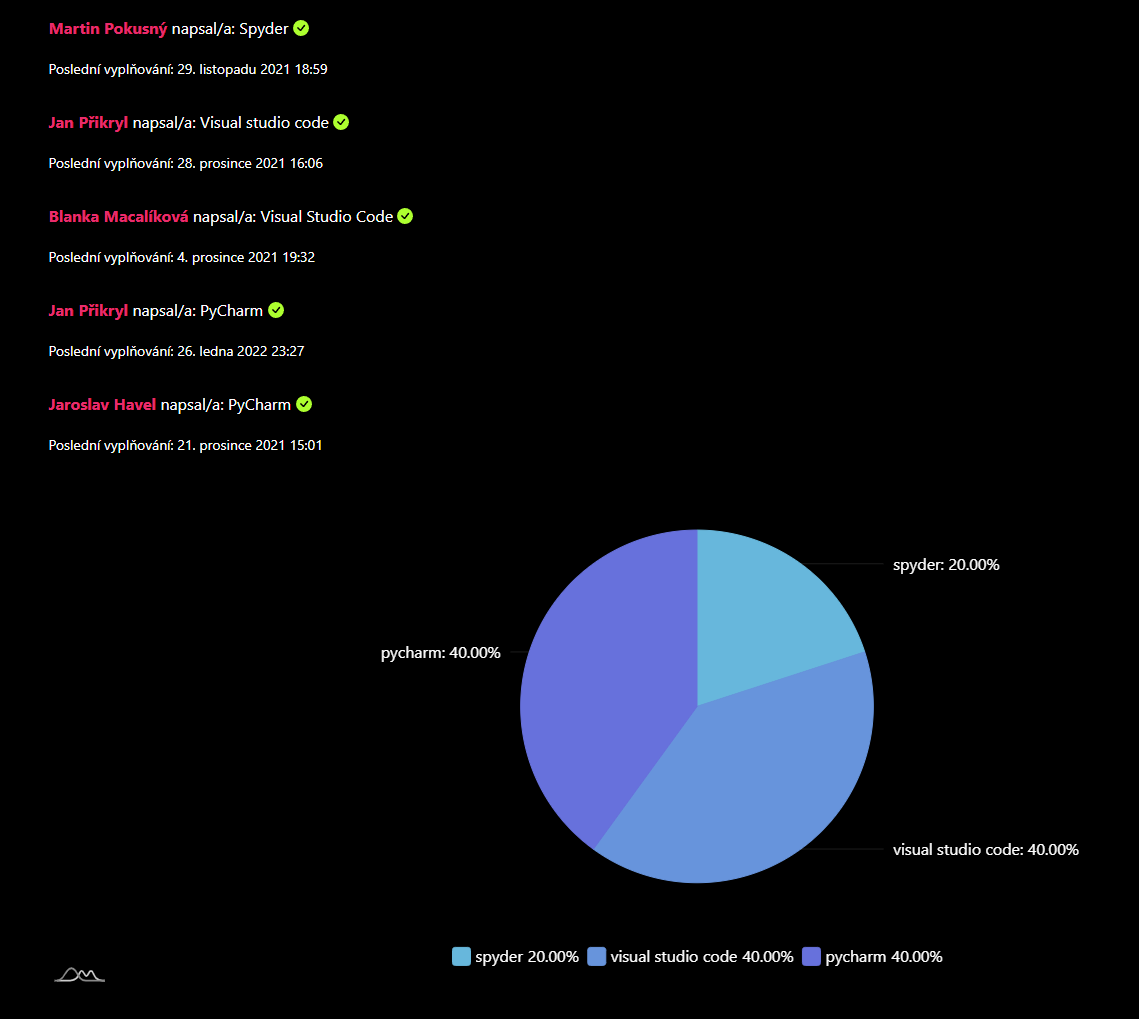 Martin Pokusný napsal/a: Spyder
Poslední vyplňování: 29. listopadu 2021 18:59
Jan Přikryl napsal/a: Visual studio code
Poslední vyplňování: 28. prosince 2021 16:06
Blanka Macalíková napsal/a: Visual Studio Code
Poslední vyplňování: 4. prosince 2021 19:32
Jan Přikryl napsal/a: PyCharm
Poslední vyplňování: 26. ledna 2022 23:27
Jaroslav Havel napsal/a: PyCharm
Poslední vyplňování: 21. prosince 2021 15:01
spyder: 20.00%
pycharm: 40.00%
visual studio code: 40.00%
spyder 20.00% visual studio code 40.00% pycharm 40.00%